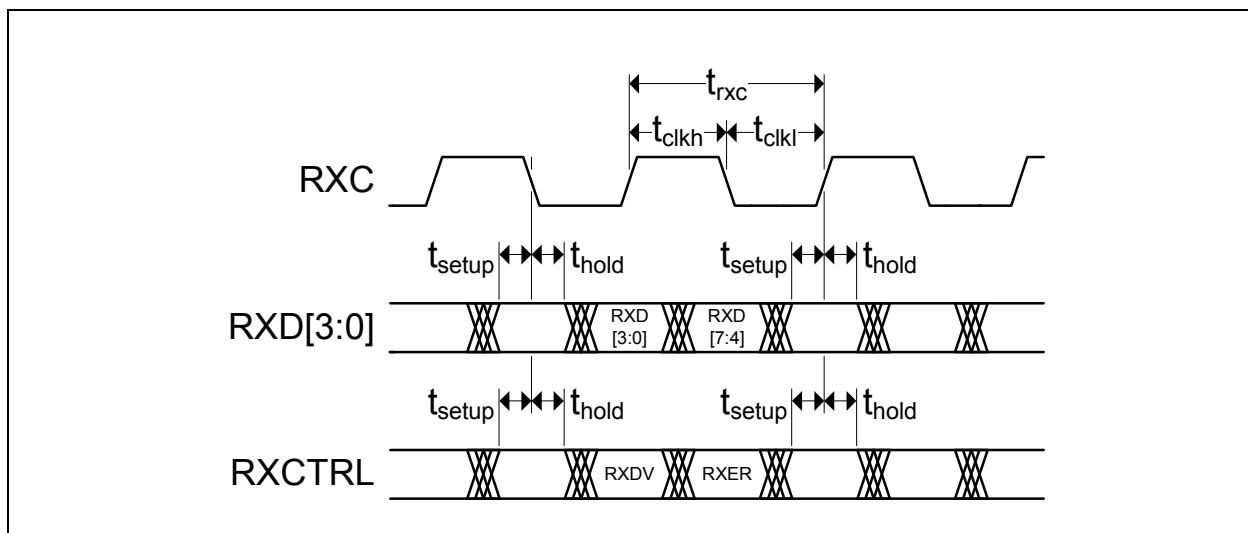 t_rxc
t_clkh t_clkl
RXC
t_setup t_hold t_setup t_hold
RXD[3:0] RXD [3:0] RXD [7:4]
t_setup t_hold t_setup t_hold
RXCTRL RXDV RXER